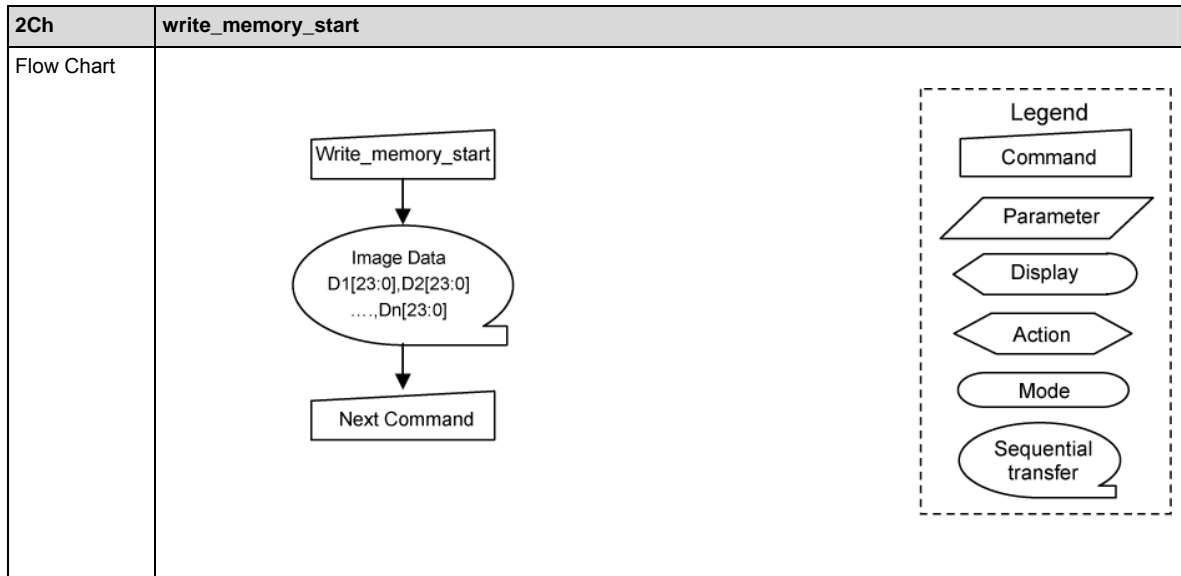 2Ch write_memory_start
Flow Chart
Write_memory_start
Image Data
D1[23:0],D2[23:0]
....,Dn[23:0]
Next Command
Legend
Command
Parameter
Display
Action
Mode
Sequential
transfer